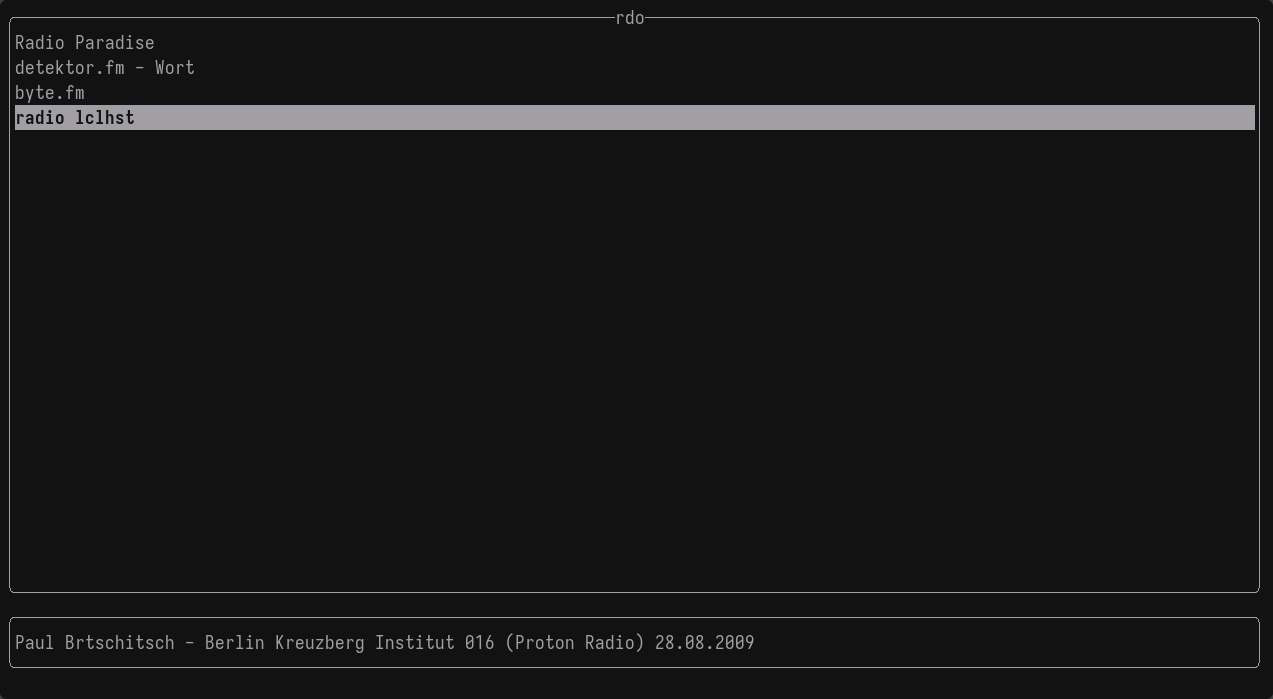 rdo
Radio Paradise
detektor.fm - Wort
byte.fm
radio lclhst
Paul Brtschitsch - Berlin Kreuzberg Institut 016 (Proton Radio) 28.08.2009